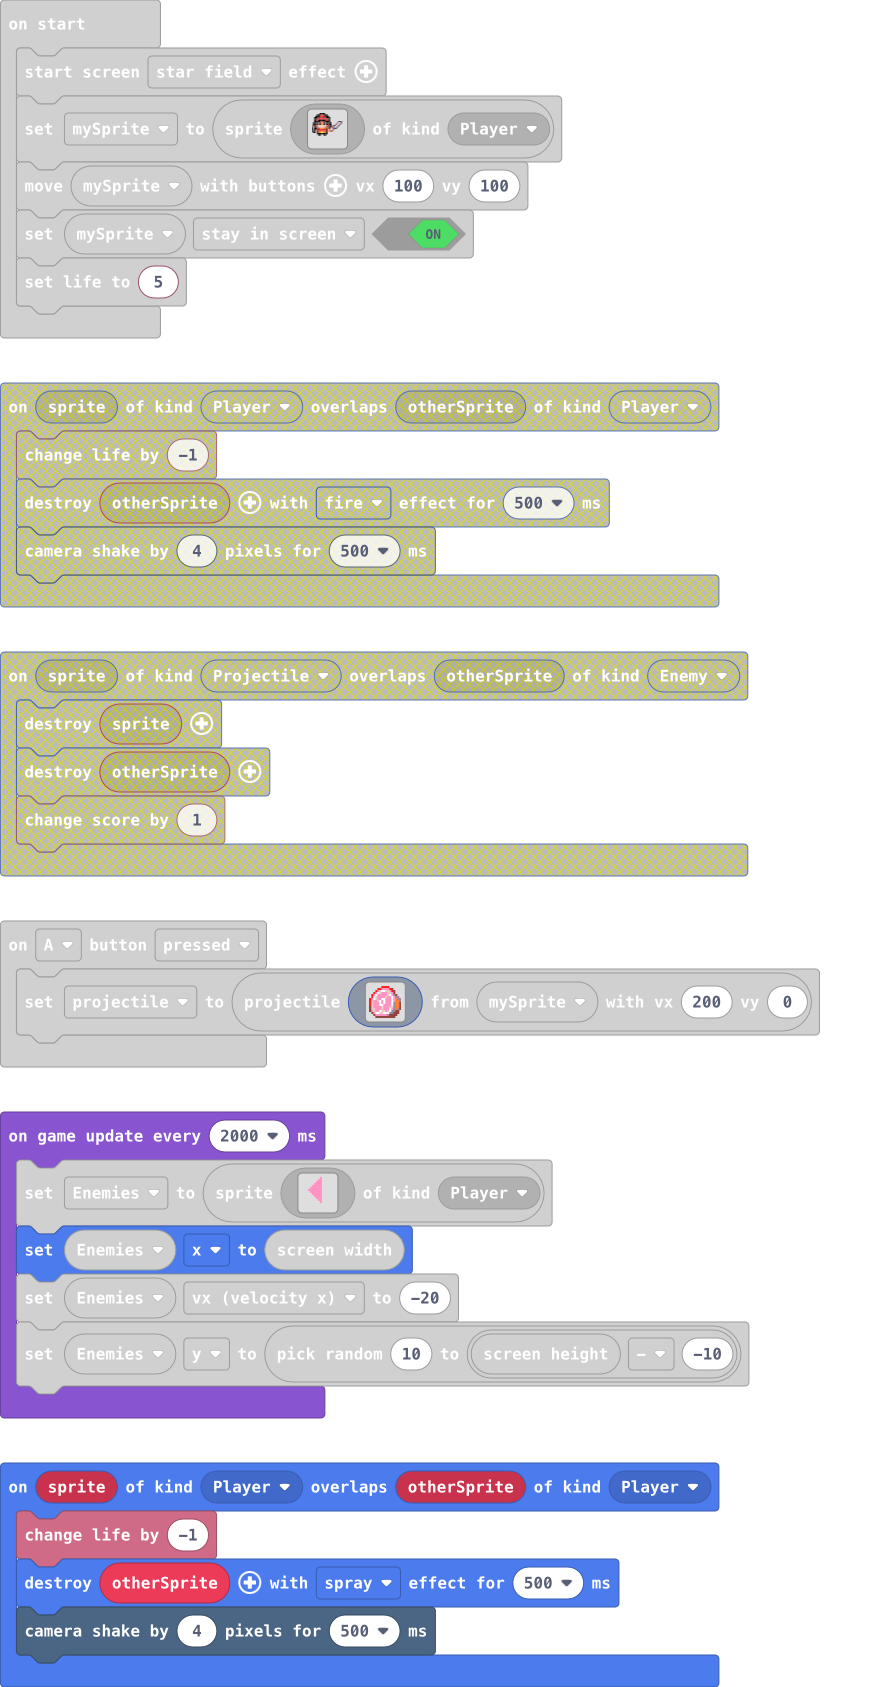 on start
start screen star field effect
set mySprite to sprite of kind Player
move mySprite with buttons vx 100 vy 100
set mySprite stay in screen ON
set life to 5
on sprite of kind Player overlaps otherSprite of kind Player
change life by -1
destroy otherSprite with fire effect for 500 ms
camera shake by 4 pixels for 500 ms
on sprite of kind Projectile overlaps otherSprite of kind Enemy
destroy sprite
destroy otherSprite
change score by 1
on A button pressed
set projectile to projectile from mySprite with vx 200 vy 0
on game update every 2000 ms
set Enemies to sprite of kind Player
set Enemies x to screen width
set Enemies vx (velocity x) to -20
set Enemies y to pick random 10 to screen height - -10
on sprite of kind Player overlaps otherSprite of kind Player
change life by -1
destroy otherSprite with spray effect for 500 ms
camera shake by 4 pixels for 500 ms